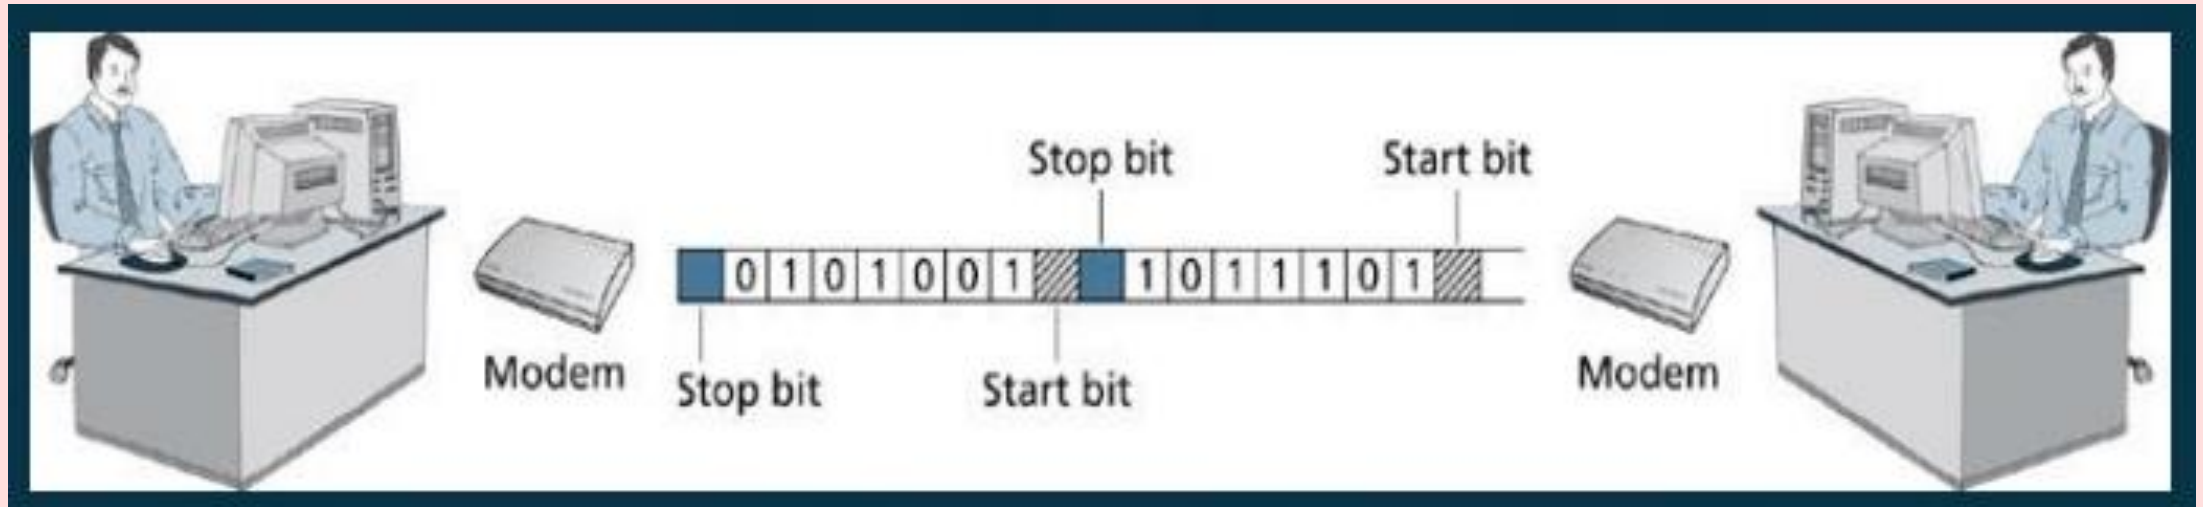 Stop bit Start bit
0 1 0 1 0 0 1 1 0 1 1 1 0 1
Modem Stop bit Start bit Modem